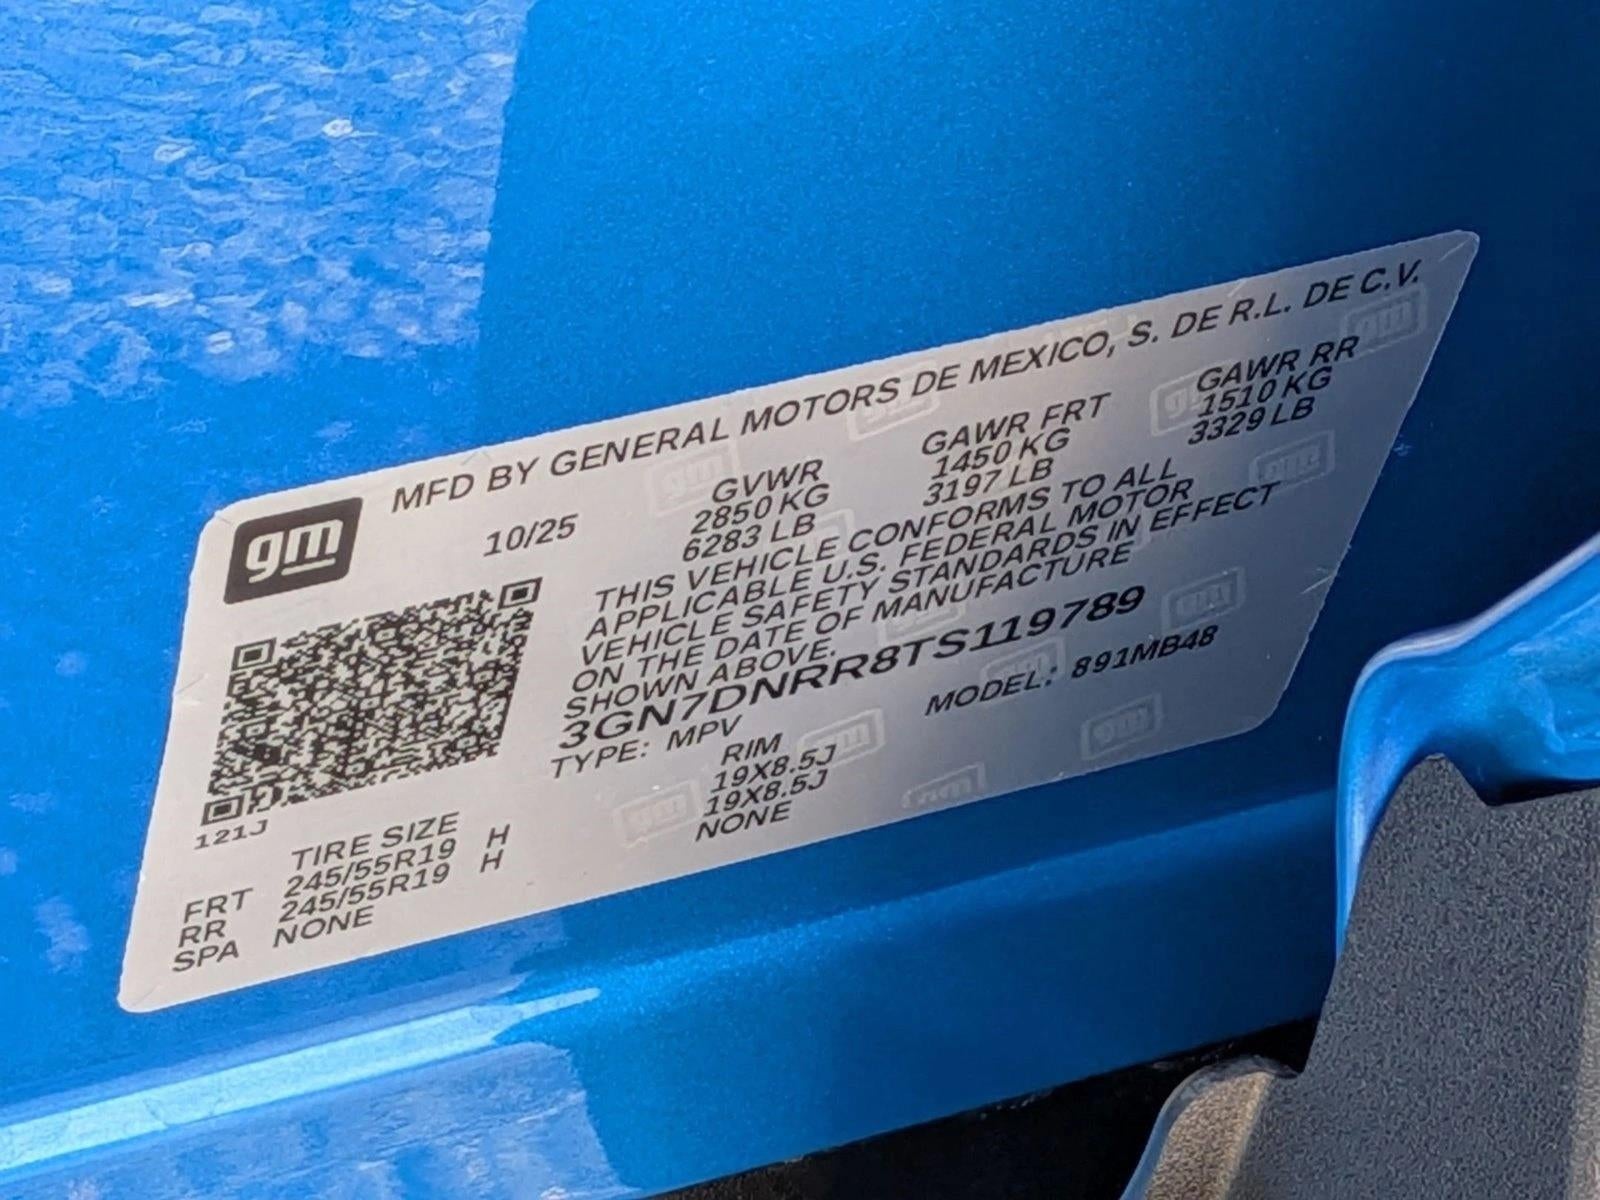 gm
MFD BY GENERAL MOTORS DE MEXICO, S. DE R.L. DE C.V.
10/25 GVWR GAWR FRT GAWR RR
2850 KG 1450 KG 1510 KG
6283 LB 3197 LB 3329 LB
THIS VEHICLE CONFORMS TO ALL
APPLICABLE U.S. FEDERAL MOTOR
VEHICLE SAFETY STANDARDS IN EFFECT
ON THE DATE OF MANUFACTURE
SHOWN ABOVE.
3GN7DNRR8TS119789
TYPE: MPV MODEL: 891MB48
121J
TIRE SIZE RIM
FRT 245/55R19 H 19X8.5J
RR 245/55R19 H 19X8.5J
SPA NONE NONE